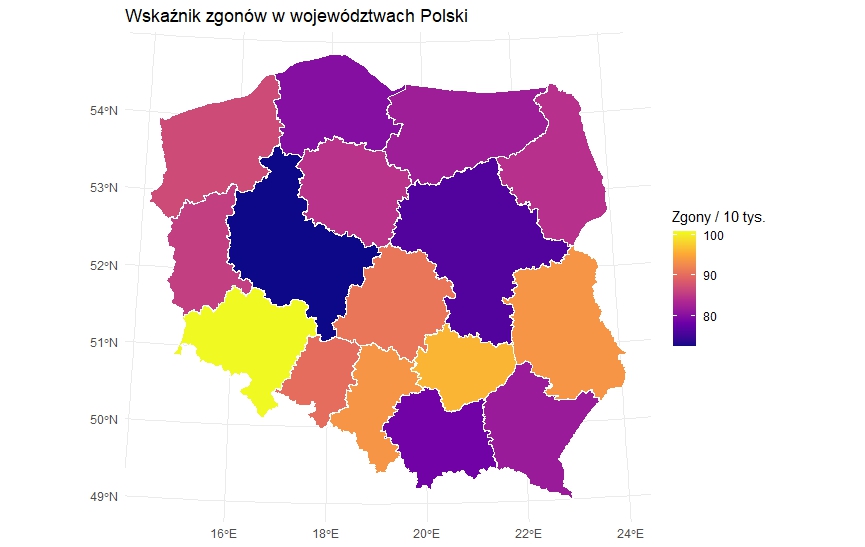 Wskaźnik zgonów w województwach Polski
54°N
53°N
52°N
51°N
50°N
49°N
16°E
18°E
20°E
22°E
24°E
Zgony / 10 tys.
100
90
80